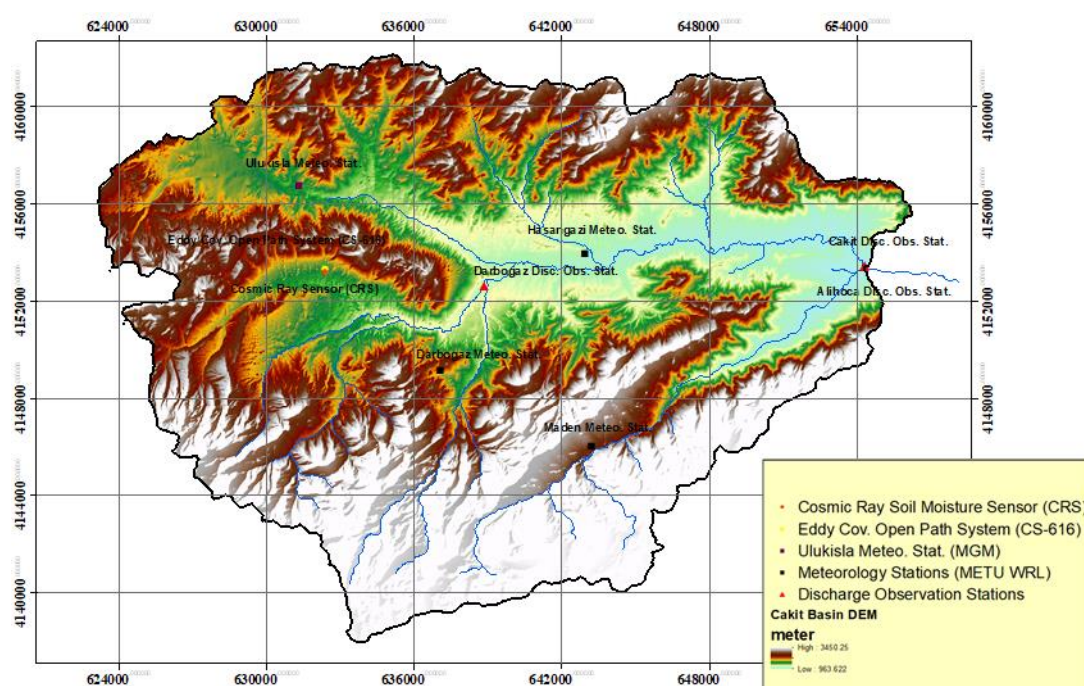 624000 630000 636000 642000 648000 654000
4160000 4160000
Ulukisla Meteo. Stat.
4156000 4156000
Hasangazi Meteo. Stat.
Eddy Cov. Open Path System (CS-616) Cakit Disc. Obs. Stat.
Darbogaz Disc. Obs. Stat.
Cosmic Ray Sensor (CRS) Alihoca Disc. Obs. Stat.
4152000 4152000
Darbogaz Meteo. Stat.
4148000 4148000
Maden Meteo. Stat.
4144000
4140000
Cosmic Ray Soil Moisture Sensor (CRS)
Eddy Cov. Open Path System (CS-616)
Ulukisla Meteo. Stat. (MGM)
Meteorology Stations (METU WRL)
Discharge Observation Stations
Cakit Basin DEM
meter
High : 3450.25
Low : 963.622
624000 630000 636000 642000 648000